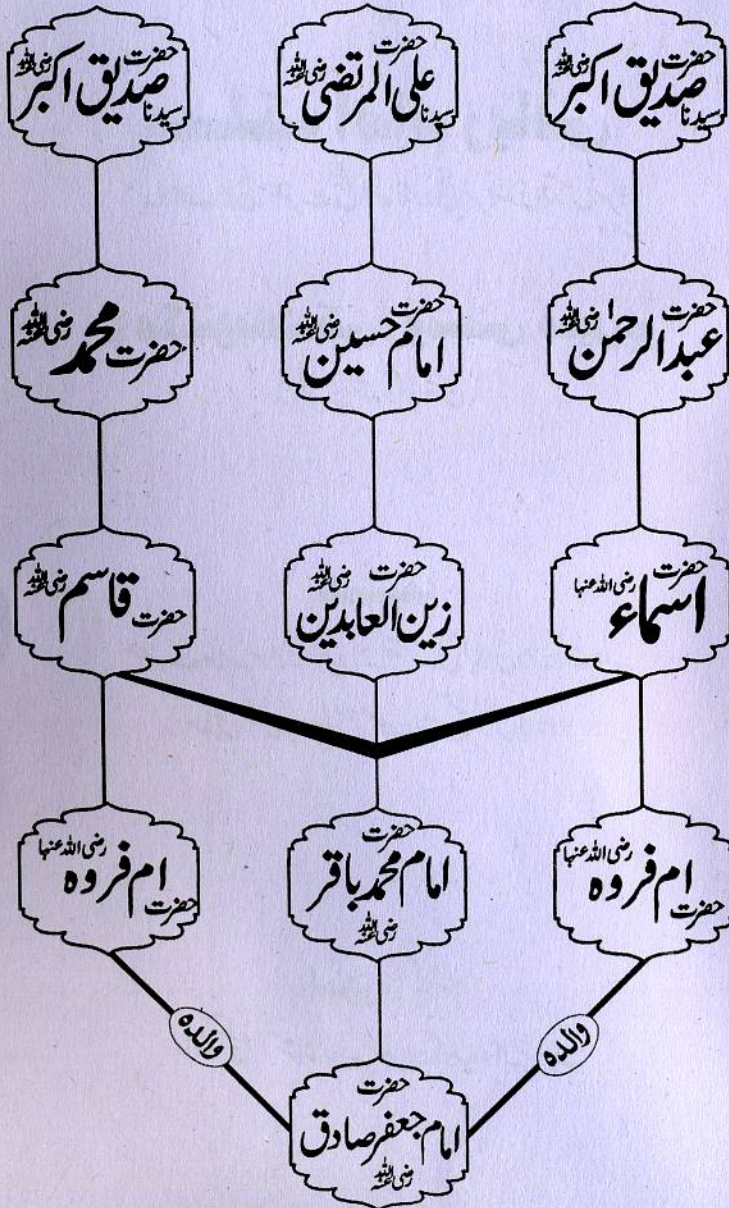 حضرت سیدنا صدیق اکبر رضی اللہ عنہ
حضرت سیدنا علی المرتضیٰ رضی اللہ عنہ
حضرت سیدنا صدیق اکبر رضی اللہ عنہ
حضرت عبدالرحمٰن رضی اللہ عنہ
حضرت امام حسین رضی اللہ عنہ
حضرت محمد رضی اللہ عنہ
حضرت اسماء رضی اللہ عنہا
حضرت زین العابدین رضی اللہ عنہ
حضرت قاسم رضی اللہ عنہ
حضرت ام فروہ رضی اللہ عنہا
حضرت امام محمد باقر رضی اللہ عنہ
حضرت ام فروہ رضی اللہ عنہا
والدہ
والدہ
حضرت امام جعفر صادق رضی اللہ عنہ